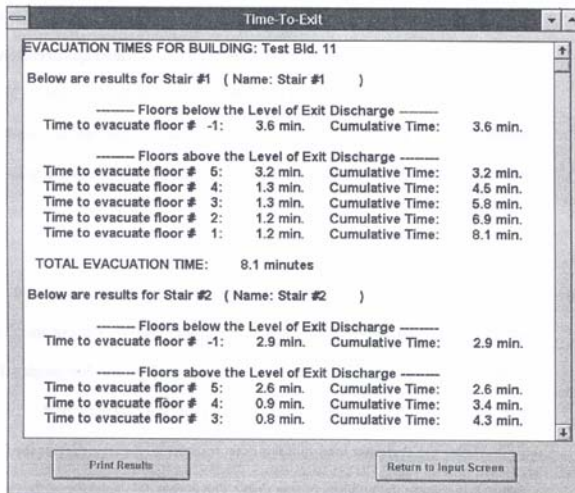 Time-To-Exit
EVACUATION TIMES FOR BUILDING: Test Bld. 11
Below are results for Stair #1 ( Name: Stair #1 )
-------- Floors below the Level of Exit Discharge --------
Time to evacuate floor # -1: 3.6 min. Cumulative Time: 3.6 min.
-------- Floors above the Level of Exit Discharge --------
Time to evacuate floor # 5: 3.2 min. Cumulative Time: 3.2 min.
Time to evacuate floor # 4: 1.3 min. Cumulative Time: 4.5 min.
Time to evacuate floor # 3: 1.3 min. Cumulative Time: 5.8 min.
Time to evacuate floor # 2: 1.2 min. Cumulative Time: 6.9 min.
Time to evacuate floor # 1: 1.2 min. Cumulative Time: 8.1 min.
TOTAL EVACUATION TIME: 8.1 minutes
Below are results for Stair #2 ( Name: Stair #2 )
-------- Floors below the Level of Exit Discharge --------
Time to evacuate floor # -1: 2.9 min. Cumulative Time: 2.9 min.
-------- Floors above the Level of Exit Discharge --------
Time to evacuate floor # 5: 2.6 min. Cumulative Time: 2.6 min.
Time to evacuate floor # 4: 0.9 min. Cumulative Time: 3.4 min.
Time to evacuate floor # 3: 0.8 min. Cumulative Time: 4.3 min.
Print Results Return to Input Screen